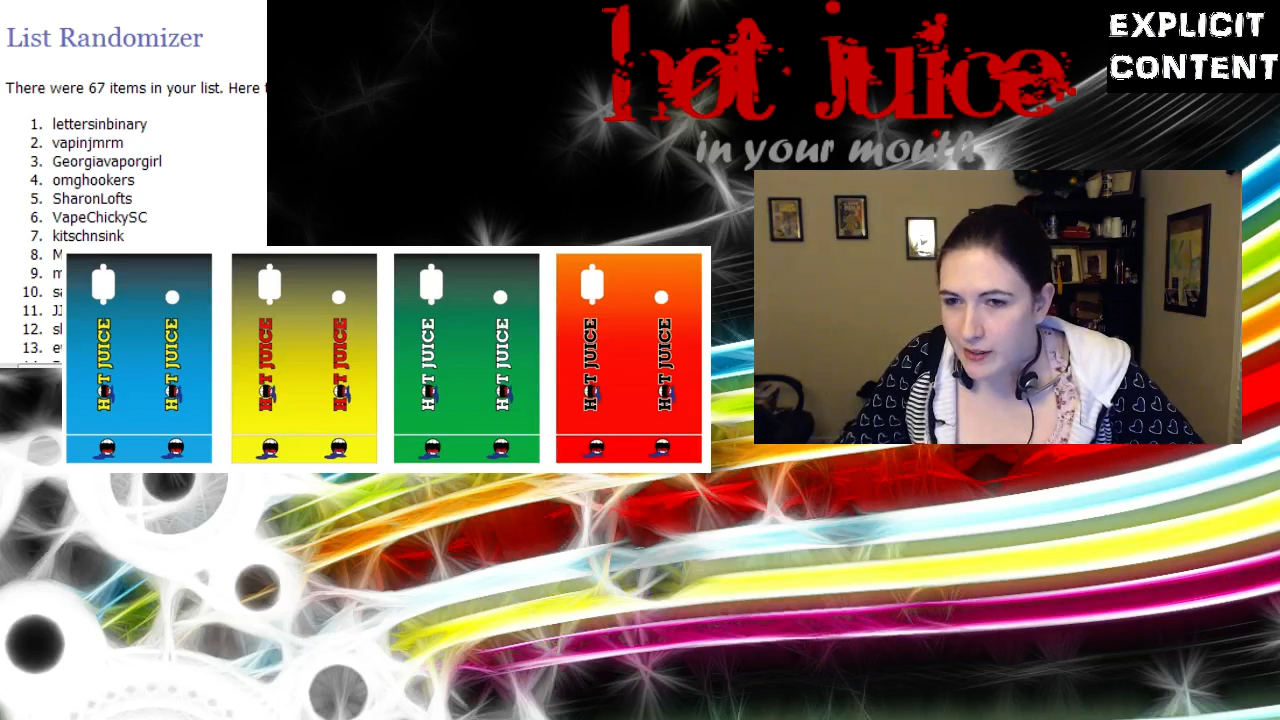 List Randomizer
There were 67 items in your list. Here
1. lettersinbinary
2. vapinjmrm
3. Georgiavaporgirl
4. omghookers
5. SharonLofts
6. VapeChickySC
7. kitschnsink
8. M
9.
10.
11.
12.
13.
hot juice
in your mouth
EXPLICIT
CONTENT
HOT JUICE
HOT JUICE
HOT JUICE
HOT JUICE
HOT JUICE
HOT JUICE
HOT JUICE
HOT JUICE